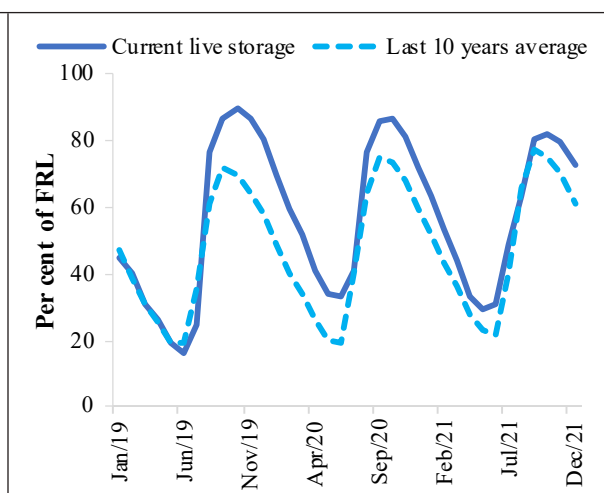 Current live storage Last 10 years average
Per cent of FRL
100
80
60
40
20
0
Jan/19 Jun/19 Nov/19 Apr/20 Sep/20 Feb/21 Jul/21 Dec/21